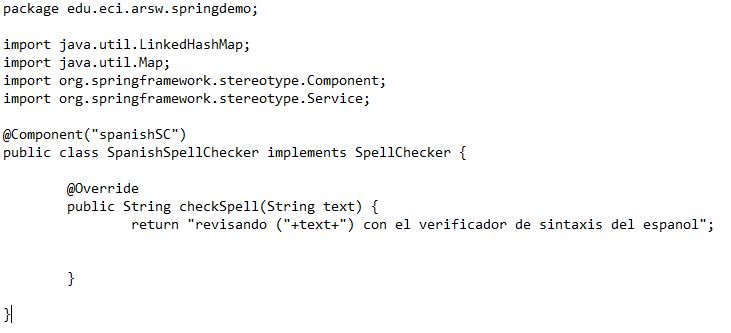 package edu.eci.arsw.springdemo;
import java.util.LinkedHashMap;
import java.util.Map;
import org.springframework.stereotype.Component;
import org.springframework.stereotype.Service;
@Component("spanishSC")
public class SpanishSpellChecker implements SpellChecker {
@Override
public String checkSpell(String text) {
return "revisando ("+text+") con el verificador de sintaxis del espanol";
}
}